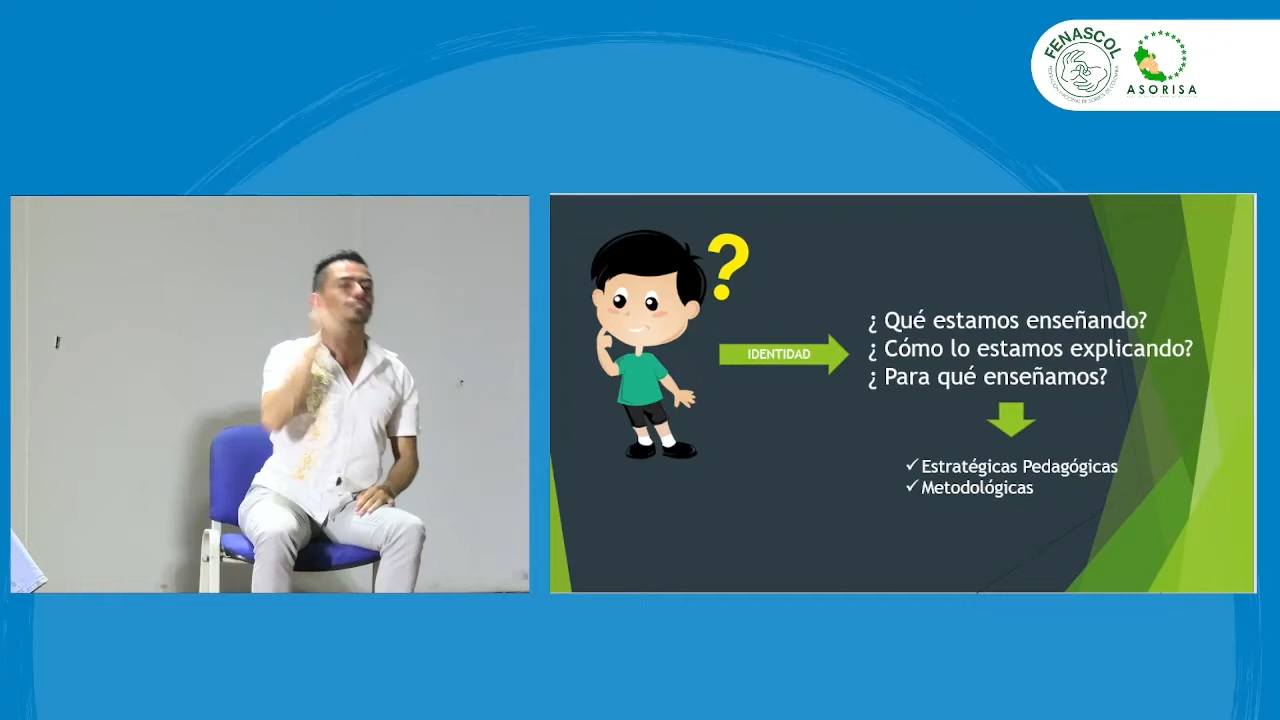 FENASCOL
ASORISA
?
IDENTIDAD
¿ Qué estamos enseñando?
¿ Cómo lo estamos explicando?
¿ Para qué enseñamos?
✓Estratégicas Pedagógicas
✓Metodológicas